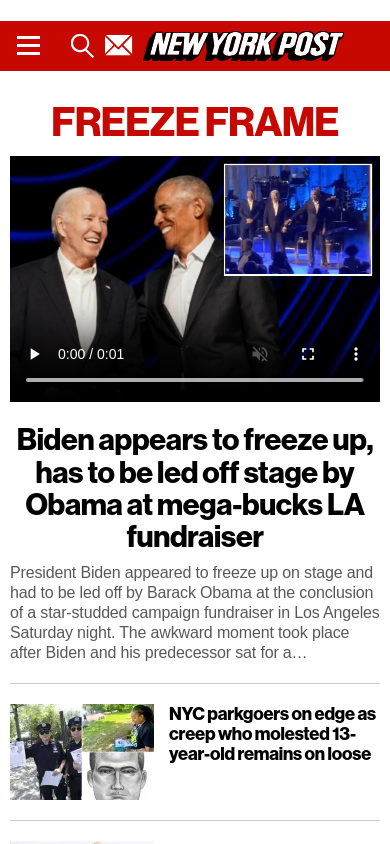 NEW YORK POST
FREEZE FRAME
0:00 / 0:01
Biden appears to freeze up,
has to be led off stage by
Obama at mega-bucks LA
fundraiser
President Biden appeared to freeze up on stage and
had to be led off by Barack Obama at the conclusion
of a star-studded campaign fundraiser in Los Angeles
Saturday night. The awkward moment took place
after Biden and his predecessor sat for a…
NYC parkgoers on edge as
creep who molested 13-
year-old remains on loose